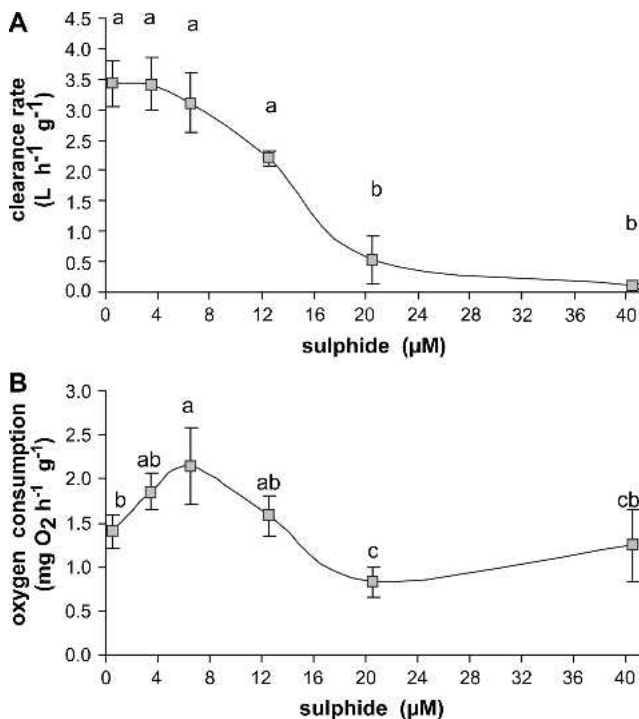 A
clearance rate
(L h-1 g-1)
4.5
4.0
3.5
3.0
2.5
2.0
1.5
1.0
0.5
0.0
a a a a b b
0 4 8 12 16 20 24 28 32 36 40
sulphide (µM)
B
oxygen consumption
(mg O2 h-1 g-1)
3.0
2.5
2.0
1.5
1.0
0.5
0.0
b ab a ab c cb
0 4 8 12 16 20 24 28 32 36 40
sulphide (µM)